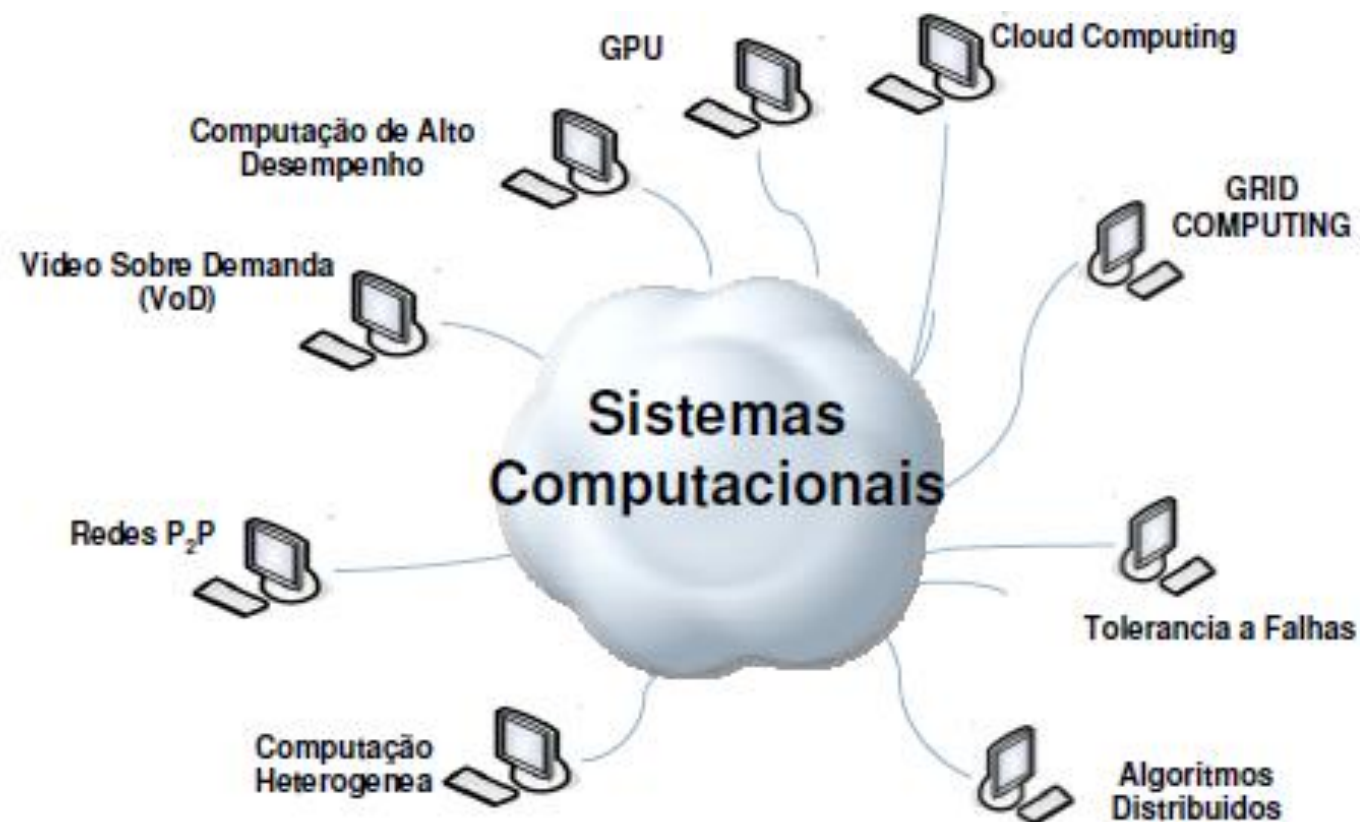 GPU
Cloud Computing
Computação de Alto
Desempenho
GRID
COMPUTING
Video Sobre Demanda
(VoD)
Sistemas
Computacionais
Redes P₂P
Tolerancia a Falhas
Computação
Heterogenea
Algoritmos
Distribuidos